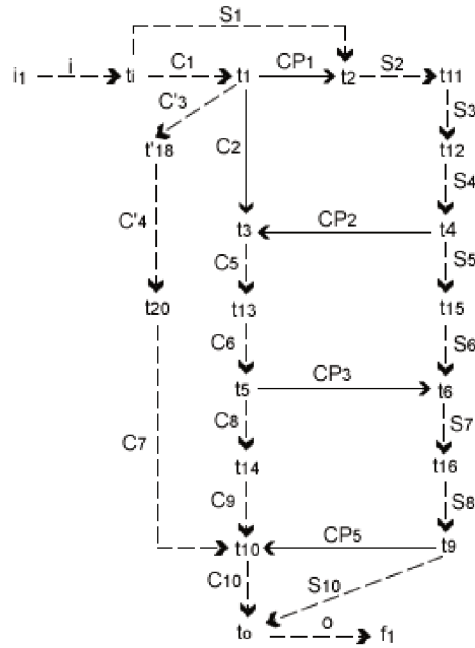 S1
i1 i ti C1 t1 CP1 t2 S2 t11
C'3 S3
t'18 C2 t12
S4
C'4 t3 CP2 t4
C5 S5
t20 t13 t15
C6 S6
t5 CP3 t6
C7 C8 S7
t14 t16
C9 S8
t10 CP5 t9
C10 S10
to o f1